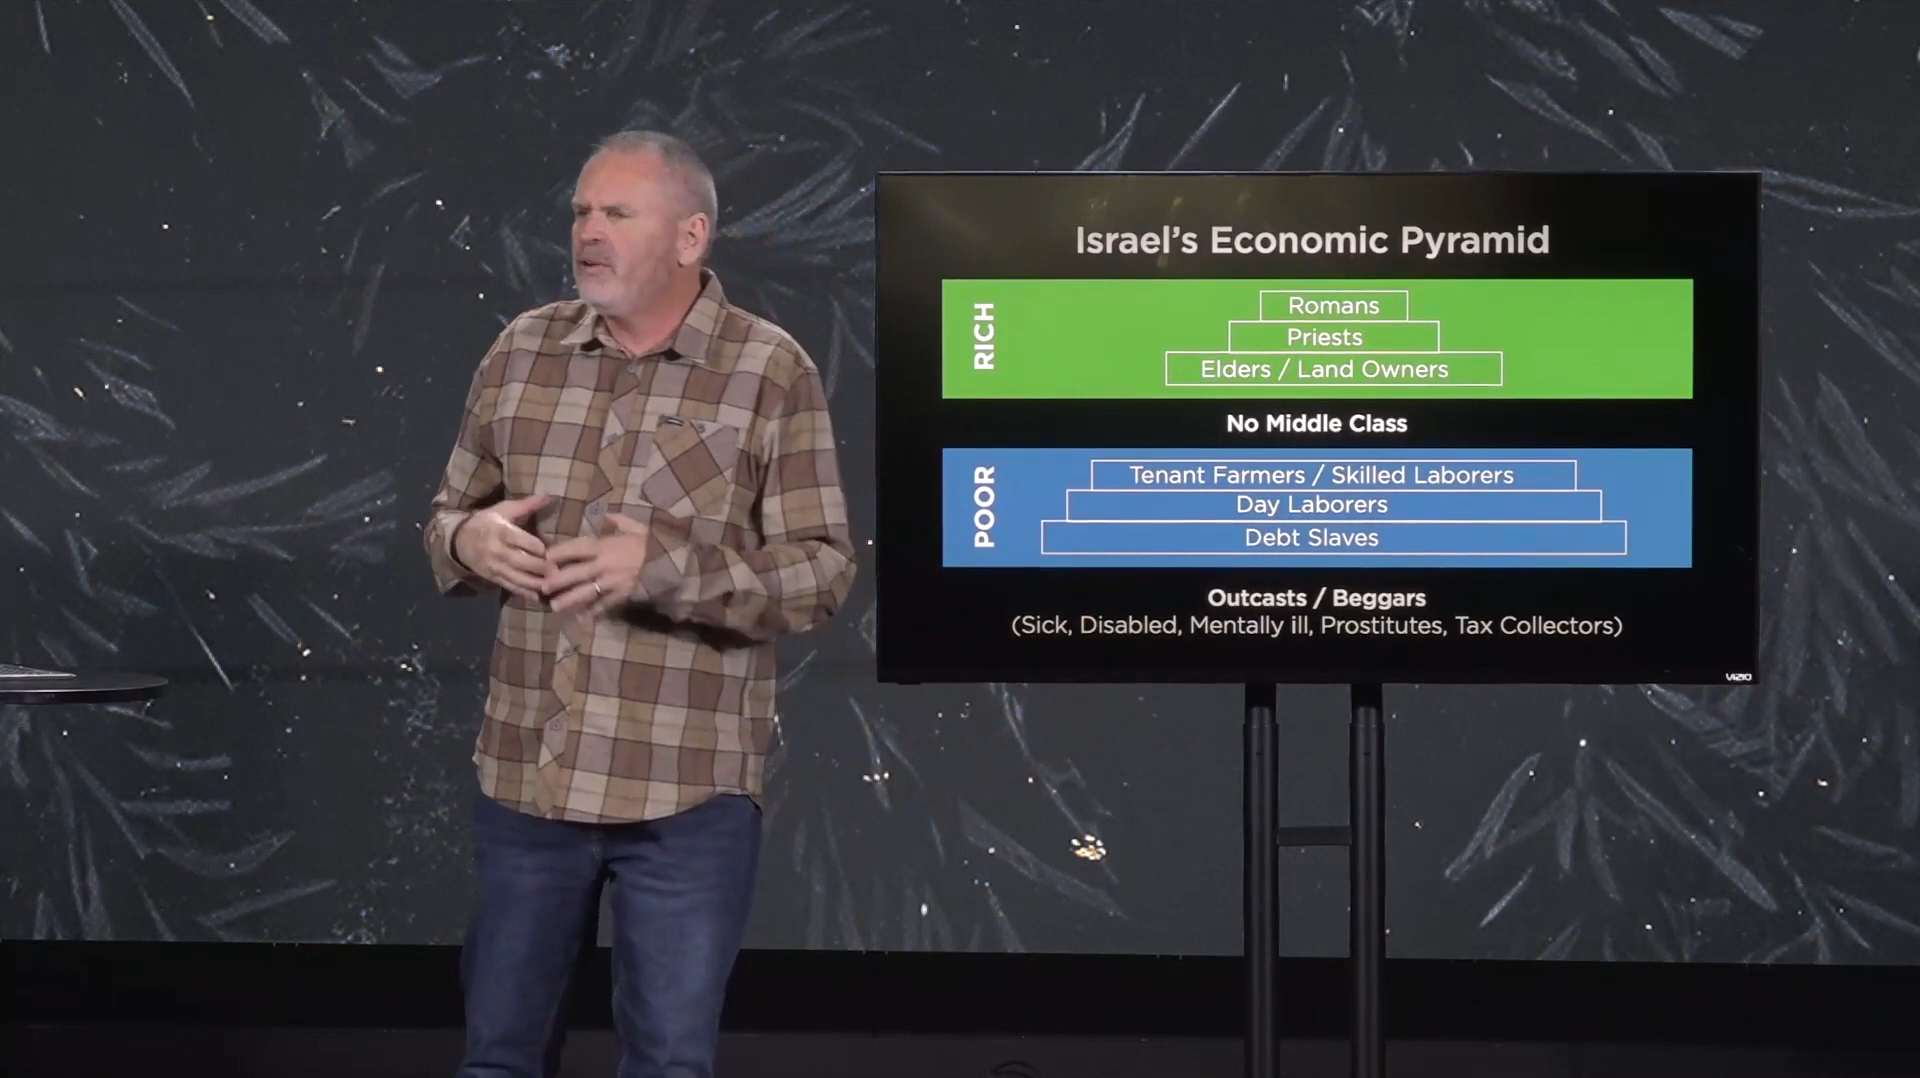 Israel's Economic Pyramid
RICH
Romans
Priests
Elders / Land Owners
No Middle Class
POOR
Tenant Farmers / Skilled Laborers
Day Laborers
Debt Slaves
Outcasts / Beggars
(Sick, Disabled, Mentally ill, Prostitutes, Tax Collectors)
VIZIO